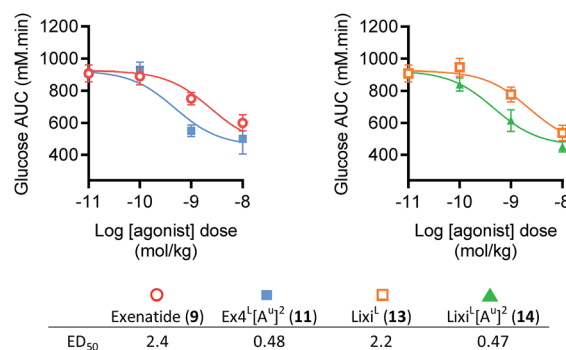 1200
1000
800
600
400
Glucose AUC (mM.min)
-11 -10 -9 -8
Log [agonist] dose
(mol/kg)
1200
1000
800
600
400
Glucose AUC (mM.min)
-11 -10 -9 -8
Log [agonist] dose
(mol/kg)
Exenatide (9) Ex4ᴸ[Aᵘ]² (11) Lixiᴸ (13) Lixiᴸ[Aᵘ]² (14)
ED₅₀ 2.4 0.48 2.2 0.47